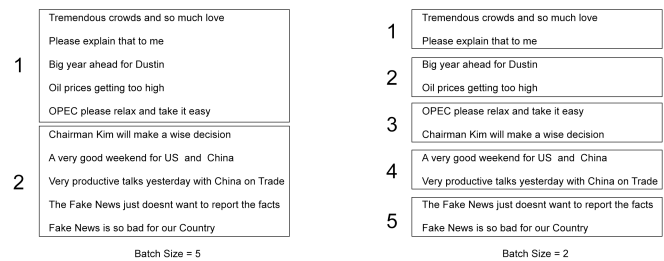 1
Tremendous crowds and so much love
Please explain that to me
Big year ahead for Dustin
Oil prices getting too high
OPEC please relax and take it easy
2
Chairman Kim will make a wise decision
A very good weekend for US and China
Very productive talks yesterday with China on Trade
The Fake News just doesnt want to report the facts
Fake News is so bad for our Country
Batch Size = 5
1
Tremendous crowds and so much love
Please explain that to me
2
Big year ahead for Dustin
Oil prices getting too high
3
OPEC please relax and take it easy
Chairman Kim will make a wise decision
4
A very good weekend for US and China
Very productive talks yesterday with China on Trade
5
The Fake News just doesnt want to report the facts
Fake News is so bad for our Country
Batch Size = 2